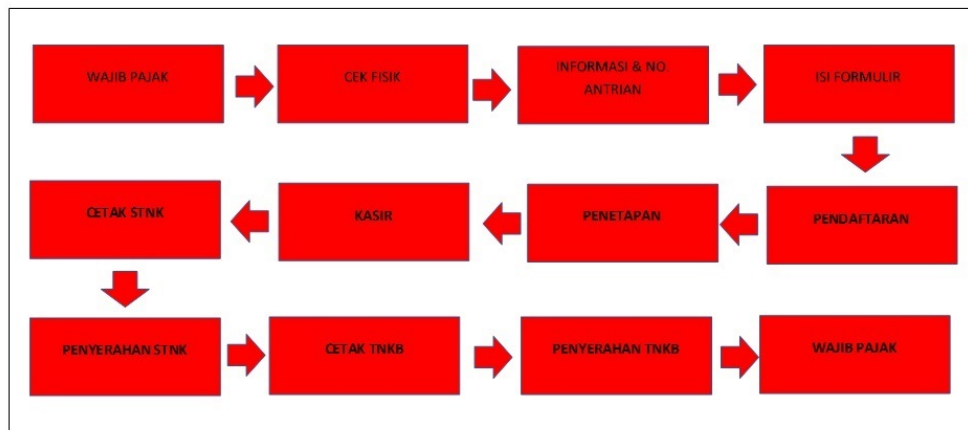 WAJIB PAJAK
CEK FISIK
INFORMASI & NO.
ANTRIAN
ISI FORMULIR
PENDAFTARAN
PENETAPAN
KASIR
CETAK STNK
PENYERAHAN STNK
CETAK TNKB
PENYERAHAN TNKB
WAJIB PAJAK